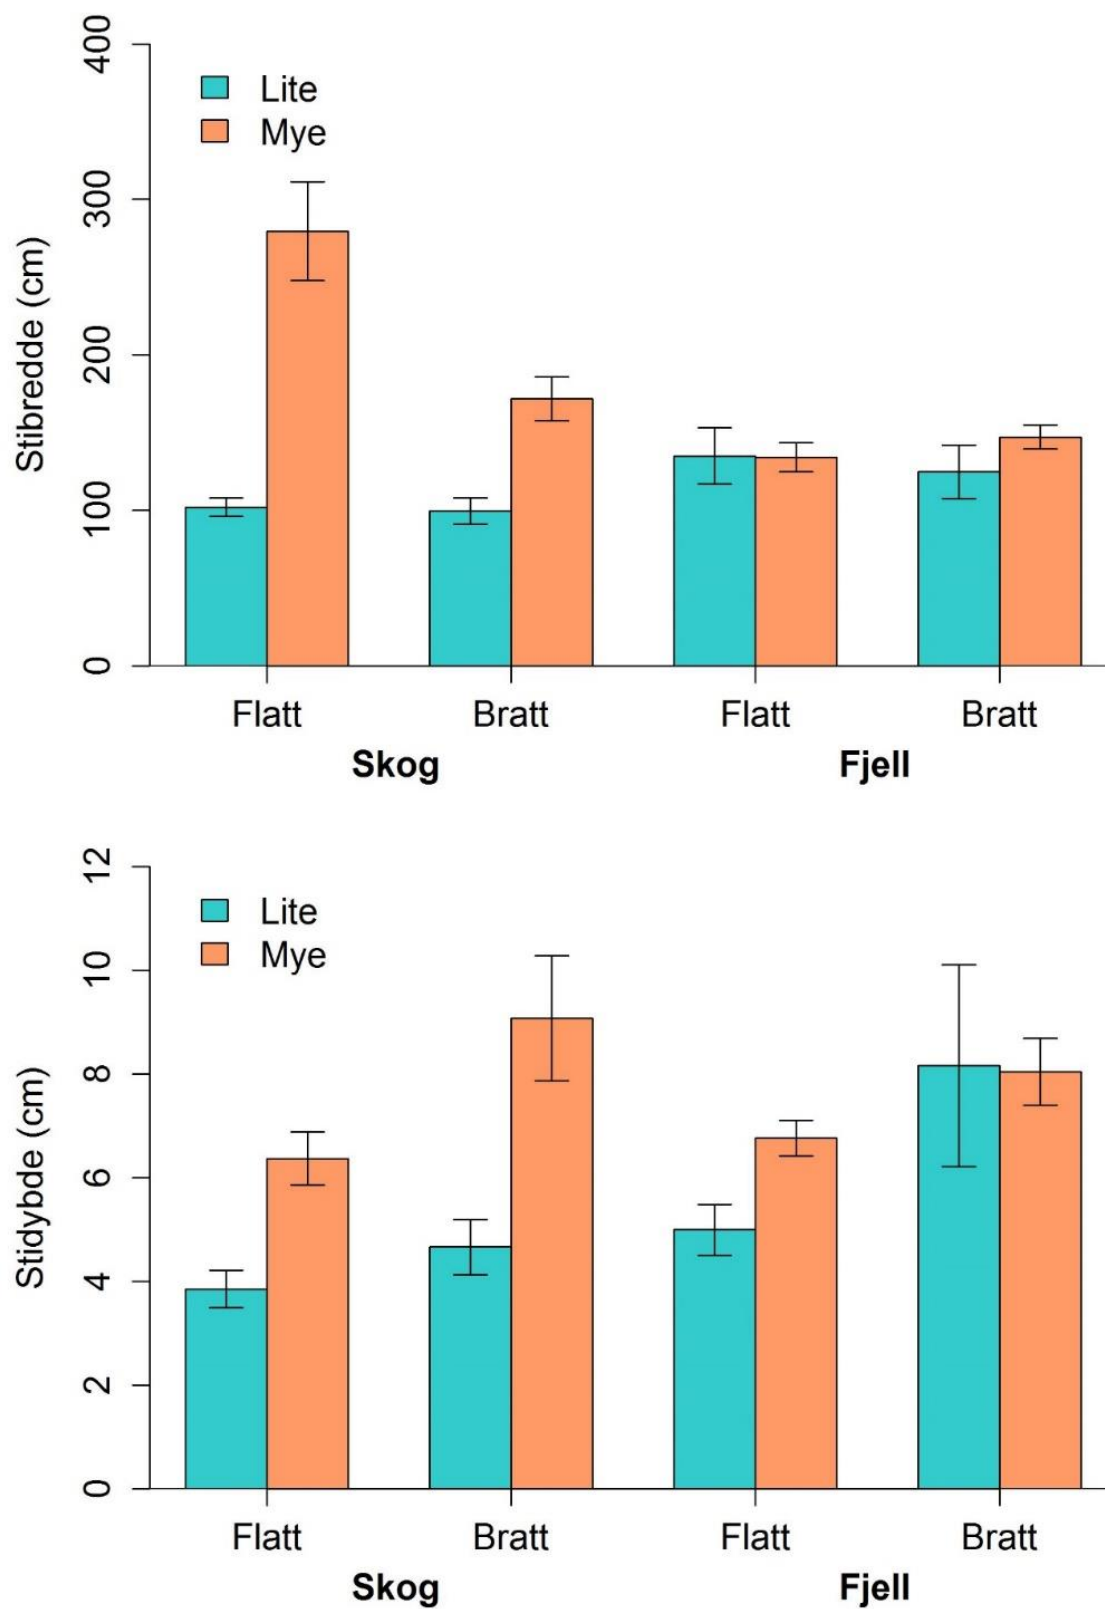 400
300
200
100
0
Stibredde (cm)
Lite
Mye
Flatt Bratt Flatt Bratt
Skog Fjell
12
10
8
6
4
2
0
Stidybde (cm)
Lite
Mye
Flatt Bratt Flatt Bratt
Skog Fjell